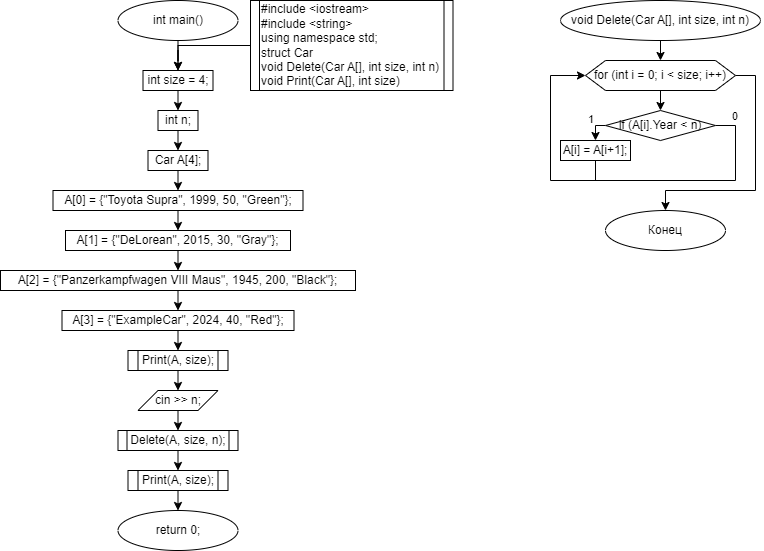 int main()
#include <iostream>
#include <string>
using namespace std;
struct Car
void Delete(Car A[], int size, int n)
void Print(Car A[], int size)
int size = 4;
int n;
Car A[4];
A[0] = {"Toyota Supra", 1999, 50, "Green"};
A[1] = {"DeLorean", 2015, 30, "Gray"};
A[2] = {"Panzerkampfwagen VIII Maus", 1945, 200, "Black"};
A[3] = {"ExampleCar", 2024, 40, "Red"};
Print(A, size);
cin >> n;
Delete(A, size, n);
Print(A, size);
return 0;
void Delete(Car A[], int size, int n)
for (int i = 0; i < size; i++)
if (A[i].Year < n)
1
0
A[i] = A[i+1];
Конец